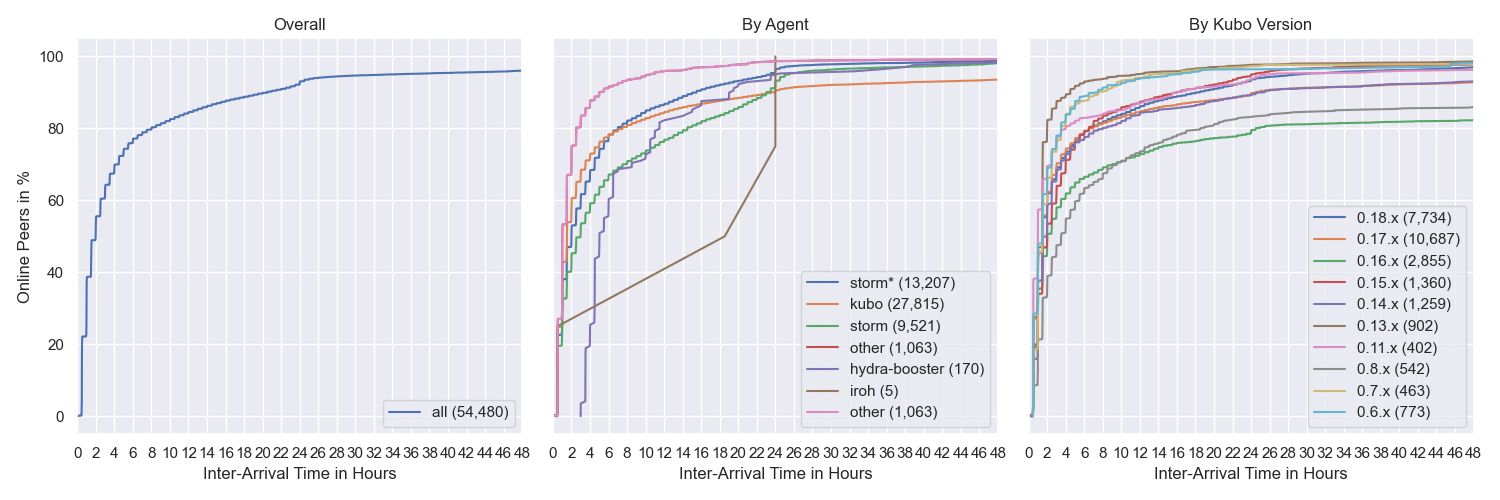 Overall
Online Peers in %
100
80
60
40
20
0
all (54,480)
0 2 4 6 8 10 12 14 16 18 20 22 24 26 28 30 32 34 36 38 40 42 44 46 48
Inter-Arrival Time in Hours
By Agent
storm* (13,207)
kubo (27,815)
storm (9,521)
other (1,063)
hydra-booster (170)
iroh (5)
other (1,063)
0 2 4 6 8 10 12 14 16 18 20 22 24 26 28 30 32 34 36 38 40 42 44 46 48
Inter-Arrival Time in Hours
By Kubo Version
0.18.x (7,734)
0.17.x (10,687)
0.16.x (2,855)
0.15.x (1,360)
0.14.x (1,259)
0.13.x (902)
0.11.x (402)
0.8.x (542)
0.7.x (463)
0.6.x (773)
0 2 4 6 8 10 12 14 16 18 20 22 24 26 28 30 32 34 36 38 40 42 44 46 48
Inter-Arrival Time in Hours